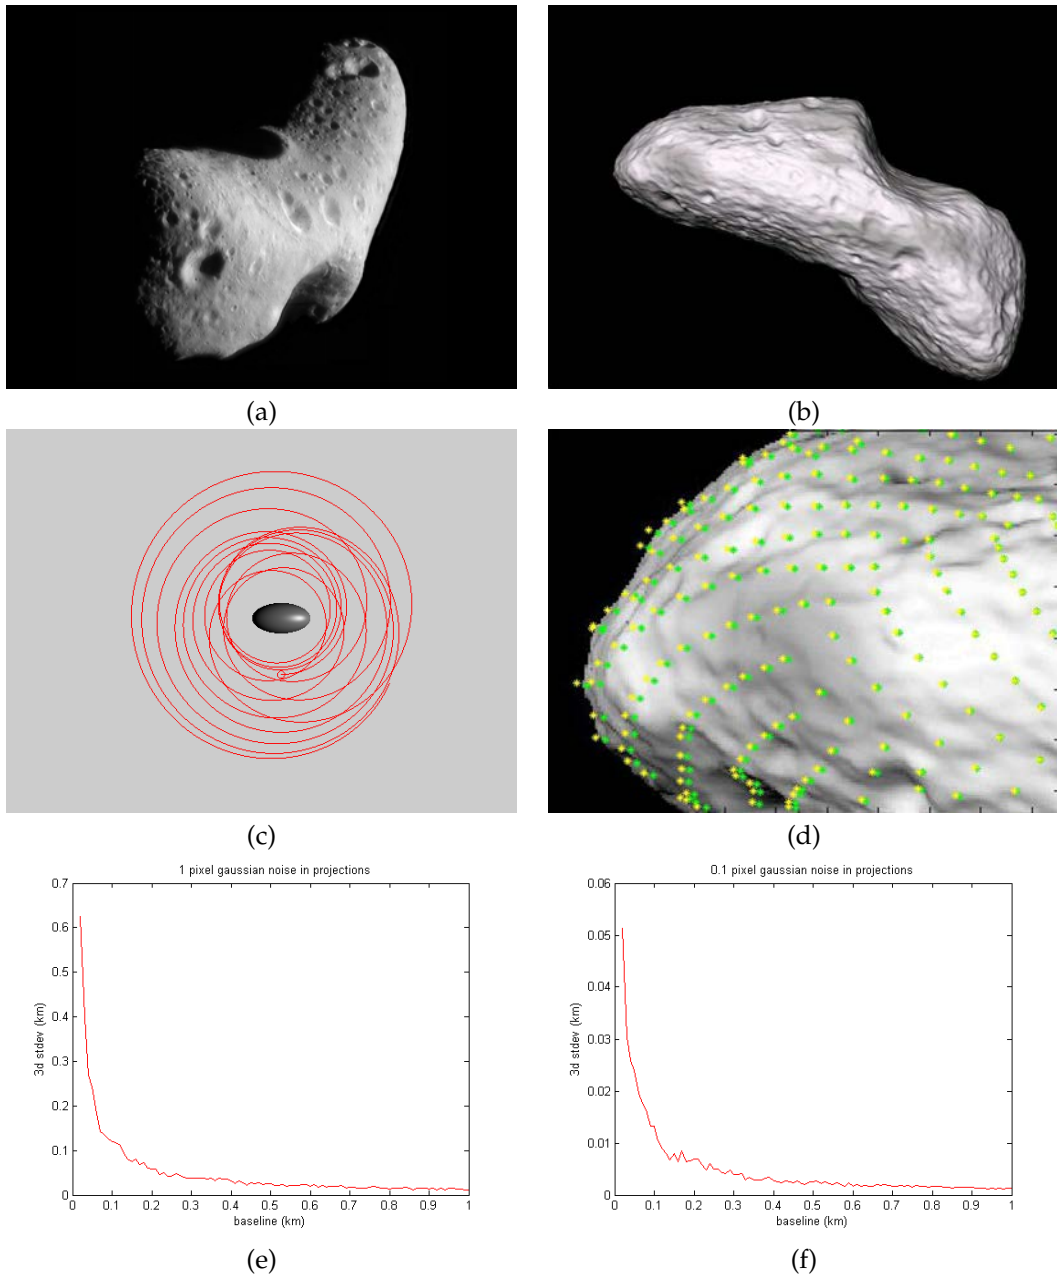 (a)
(b)
(c)
(d)
1 pixel gaussian noise in projections
0.7
0.6
0.5
0.4
0.3
0.2
0.1
0
3d stdev (km)
0 0.1 0.2 0.3 0.4 0.5 0.6 0.7 0.8 0.9 1
baseline (km)
(e)
0.1 pixel gaussian noise in projections
0.06
0.05
0.04
0.03
0.02
0.01
0
3d stdev (km)
0 0.1 0.2 0.3 0.4 0.5 0.6 0.7 0.8 0.9 1
baseline (km)
(f)